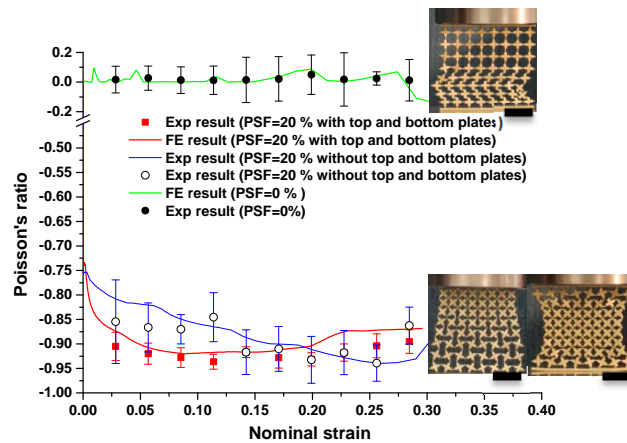 0.2
0.0
-0.2
-0.50
-0.55
-0.60
-0.65
-0.70
-0.75
-0.80
-0.85
-0.90
-0.95
-1.00
Poisson's ratio
Exp result (PSF=20 % with top and bottom plates)
FE result (PSF=20 % with top and bottom plates)
Exp result (PSF=20 % without top and bottom plates)
Exp result (PSF=20 % without top and bottom plates)
FE result (PSF=0 % )
Exp result (PSF=0%)
0.00 0.05 0.10 0.15 0.20 0.25 0.30 0.35 0.40
Nominal strain